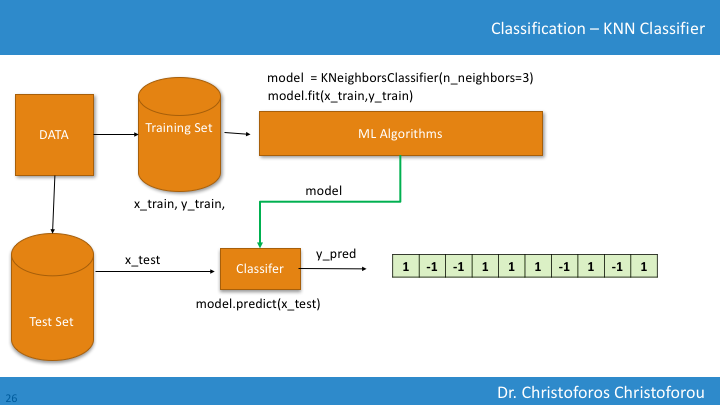 Classification – KNN Classifier
model = KNeighborsClassifier(n_neighbors=3)
model.fit(x_train,y_train)
DATA
Training Set
ML Algorithms
x_train, y_train,
model
x_test
Classifer
y_pred
1 -1 -1 1 1 1 -1 1 -1 1
model.predict(x_test)
Test Set
26
Dr. Christoforos Christoforou